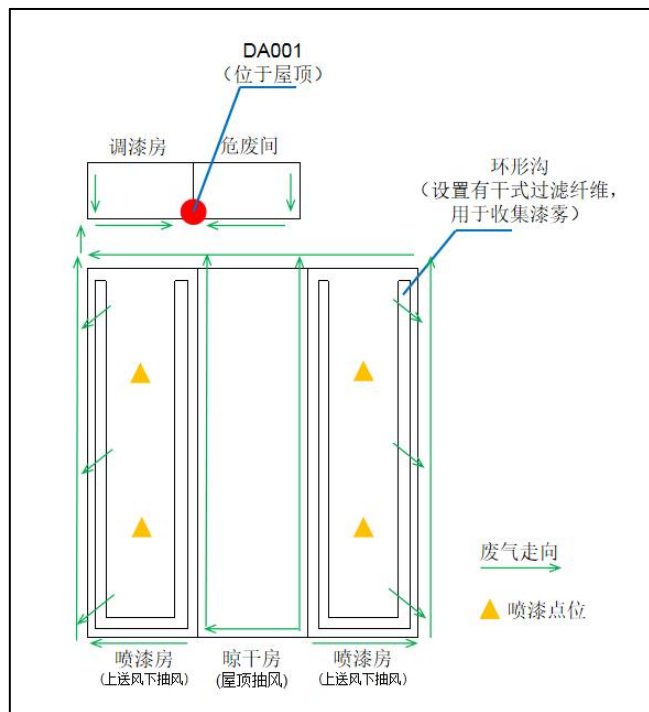 DA001
（位于屋顶）
调漆房
危废间
环形沟
（设置有干式过滤纤维，
用于收集漆雾）
废气走向
喷漆点位
喷漆房
（上送风下抽风）
晾干房
（屋顶抽风）
喷漆房
（上送风下抽风）